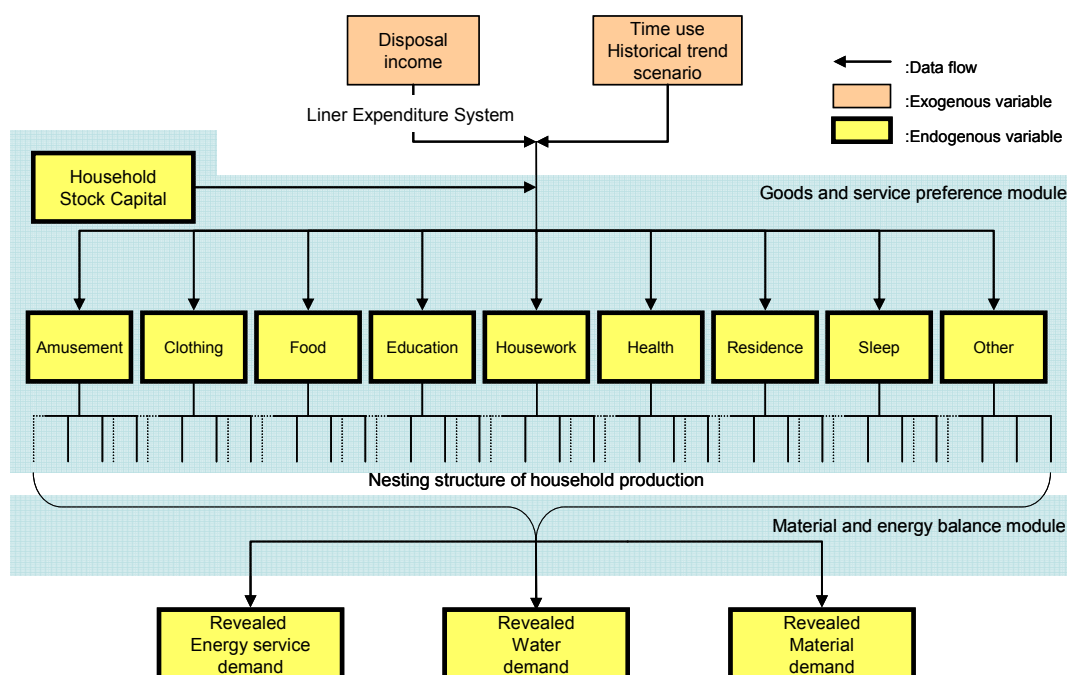 Disposal
income
Time use
Historical trend
scenario
:Data flow
:Exogenous variable
:Endogenous variable
Liner Expenditure System
Household
Stock Capital
Goods and service preference module
Amusement
Clothing
Food
Education
Housework
Health
Residence
Sleep
Other
Nesting structure of household production
Material and energy balance module
Revealed
Energy service
demand
Revealed
Water
demand
Revealed
Material
demand